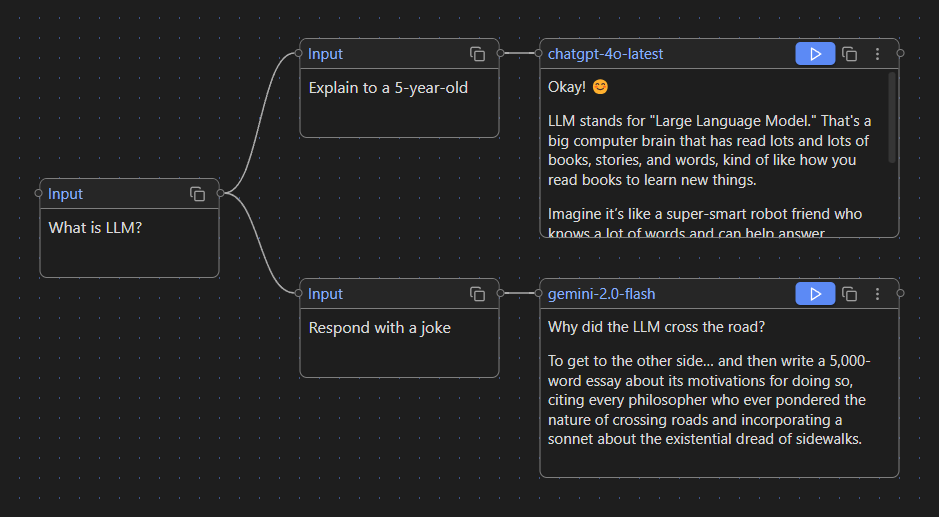 Input
What is LLM?
Input
Explain to a 5-year-old
chatgpt-4o-latest
Okay! 😊
LLM stands for "Large Language Model." That's a
big computer brain that has read lots and lots of
books, stories, and words, kind of like how you
read books to learn new things.
Imagine it’s like a super-smart robot friend who
knows a lot of words and can help answer
Input
Respond with a joke
gemini-2.0-flash
Why did the LLM cross the road?
To get to the other side... and then write a 5,000-
word essay about its motivations for doing so,
citing every philosopher who ever pondered the
nature of crossing roads and incorporating a
sonnet about the existential dread of sidewalks.